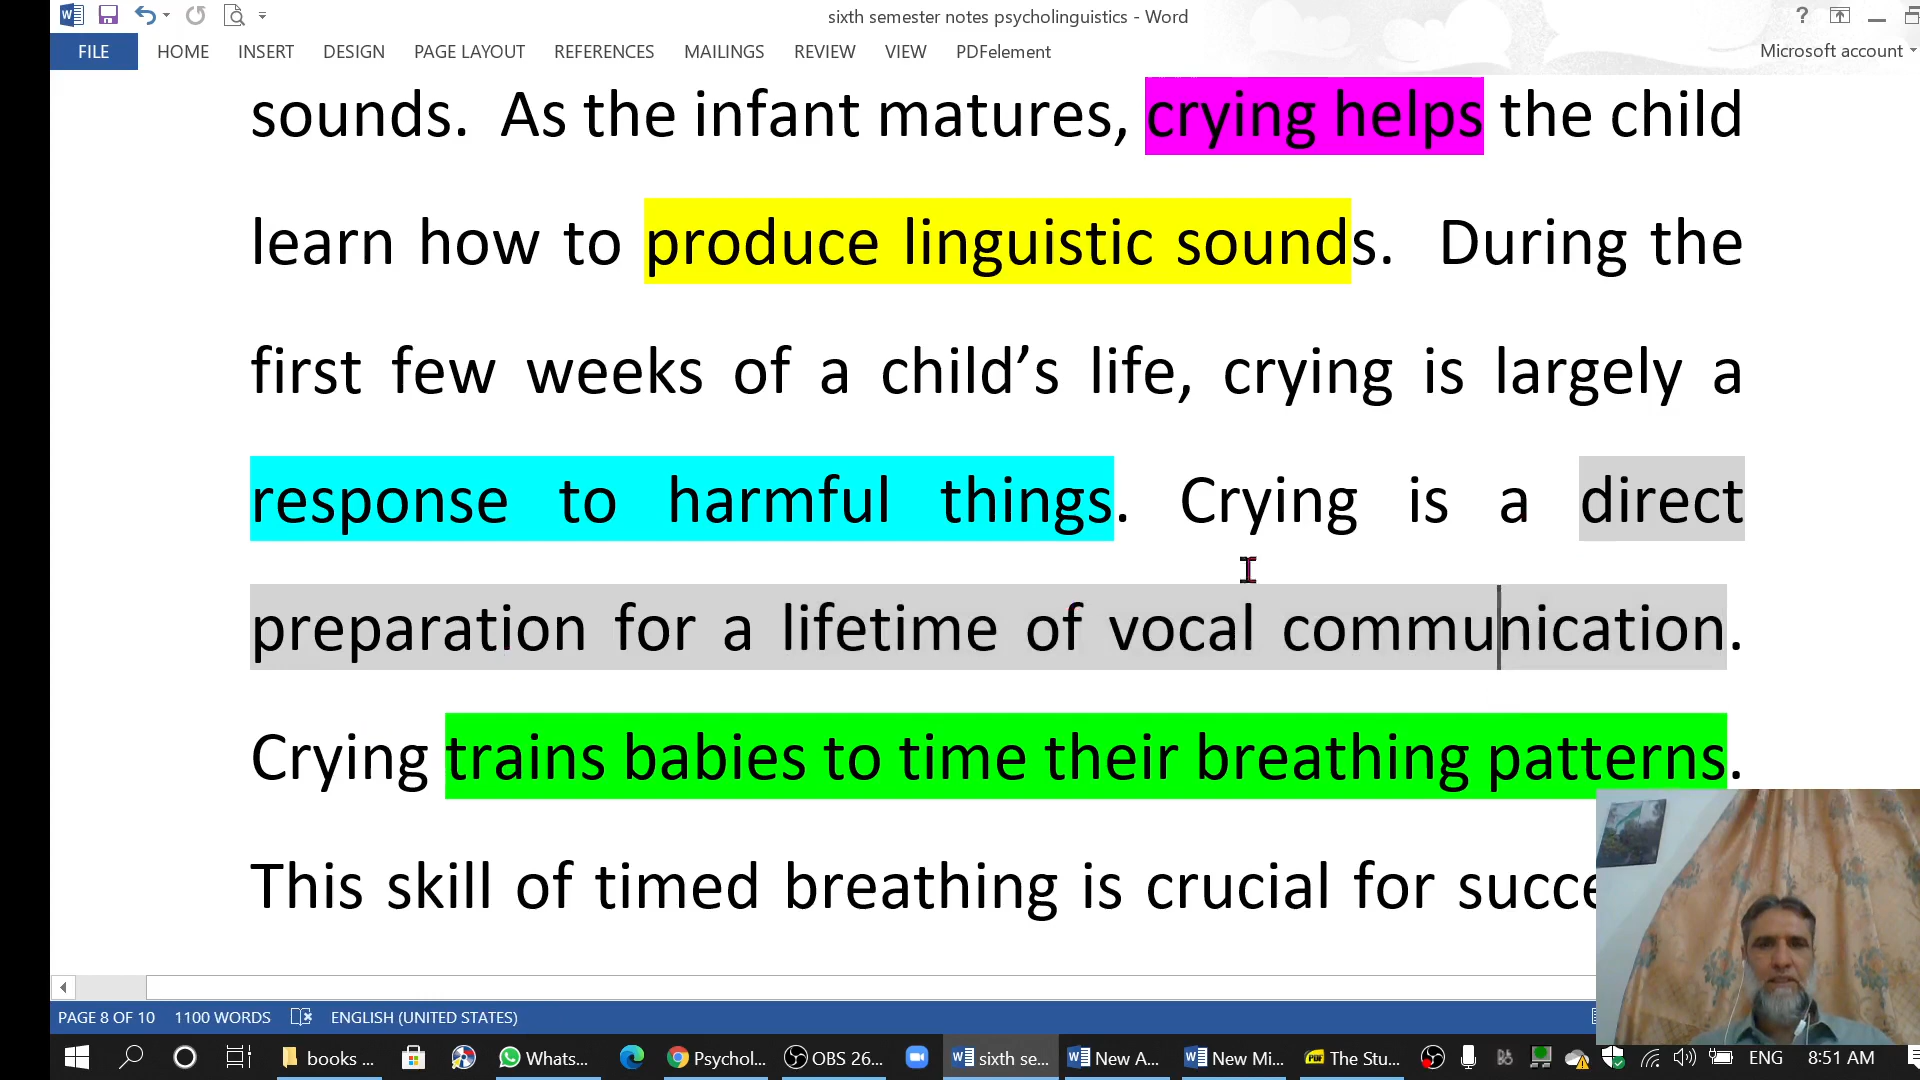 sixth semester notes psycholinguistics - Word
?
FILE HOME INSERT DESIGN PAGE LAYOUT REFERENCES MAILINGS REVIEW VIEW PDFelement Microsoft account
sounds. As the infant matures, crying helps the child
learn how to produce linguistic sounds. During the
first few weeks of a child’s life, crying is largely a
response to harmful things. Crying is a direct
preparation for a lifetime of vocal communication.
Crying trains babies to time their breathing patterns.
This skill of timed breathing is crucial for succe
PAGE 8 OF 10 1100 WORDS ENGLISH (UNITED STATES)
books ... Whats... Psychol... OBS 26... sixth se... New A... New Mi... PDF The Stu... ENG 8:51 AM